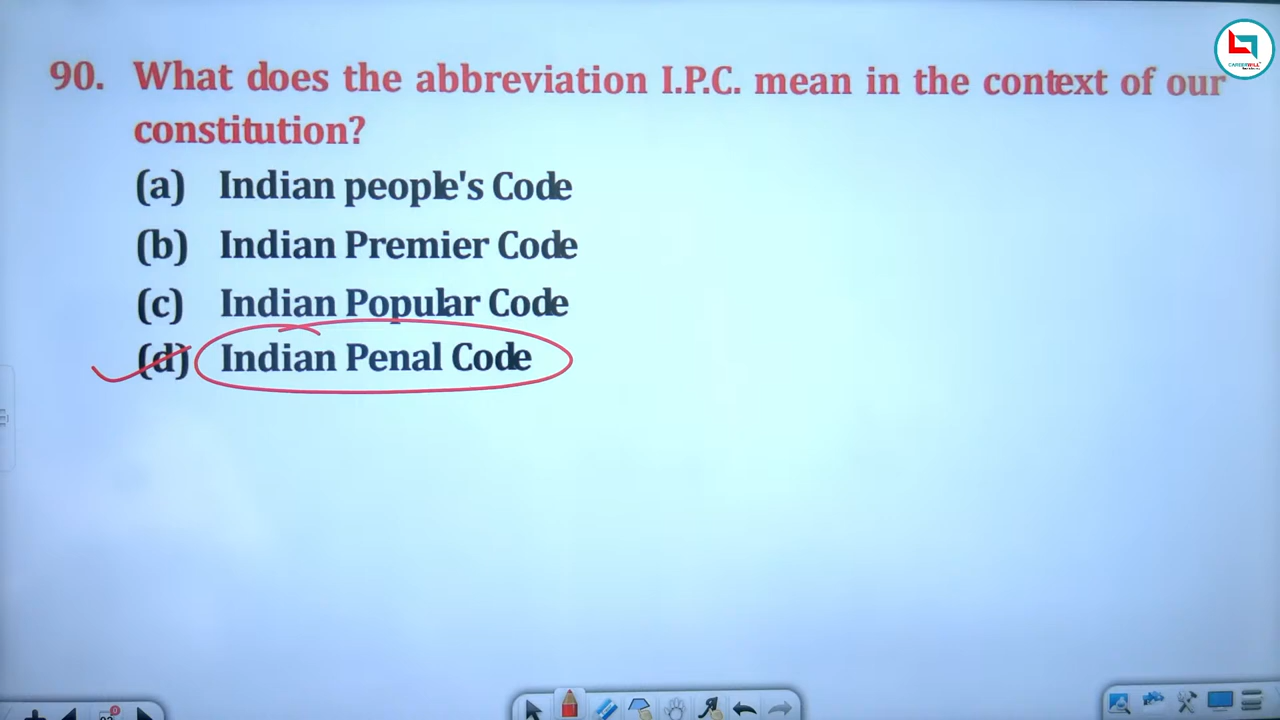 90. What does the abbreviation I.P.C. mean in the context of our
constitution?
(a) Indian people's Code
(b) Indian Premier Code
(c) Indian Popular Code
(d) Indian Penal Code
CAREERWILL